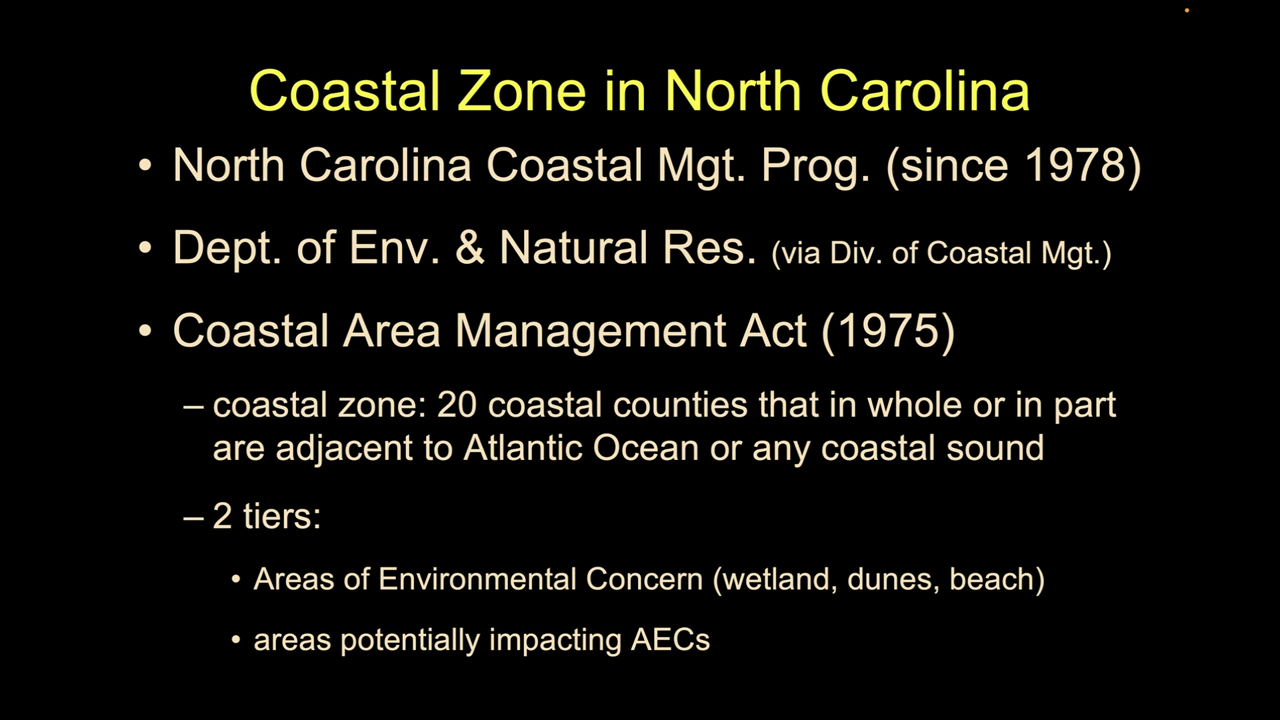 Coastal Zone in North Carolina
• North Carolina Coastal Mgt. Prog. (since 1978)
• Dept. of Env. & Natural Res. (via Div. of Coastal Mgt.)
• Coastal Area Management Act (1975)
– coastal zone: 20 coastal counties that in whole or in part
are adjacent to Atlantic Ocean or any coastal sound
– 2 tiers:
• Areas of Environmental Concern (wetland, dunes, beach)
• areas potentially impacting AECs